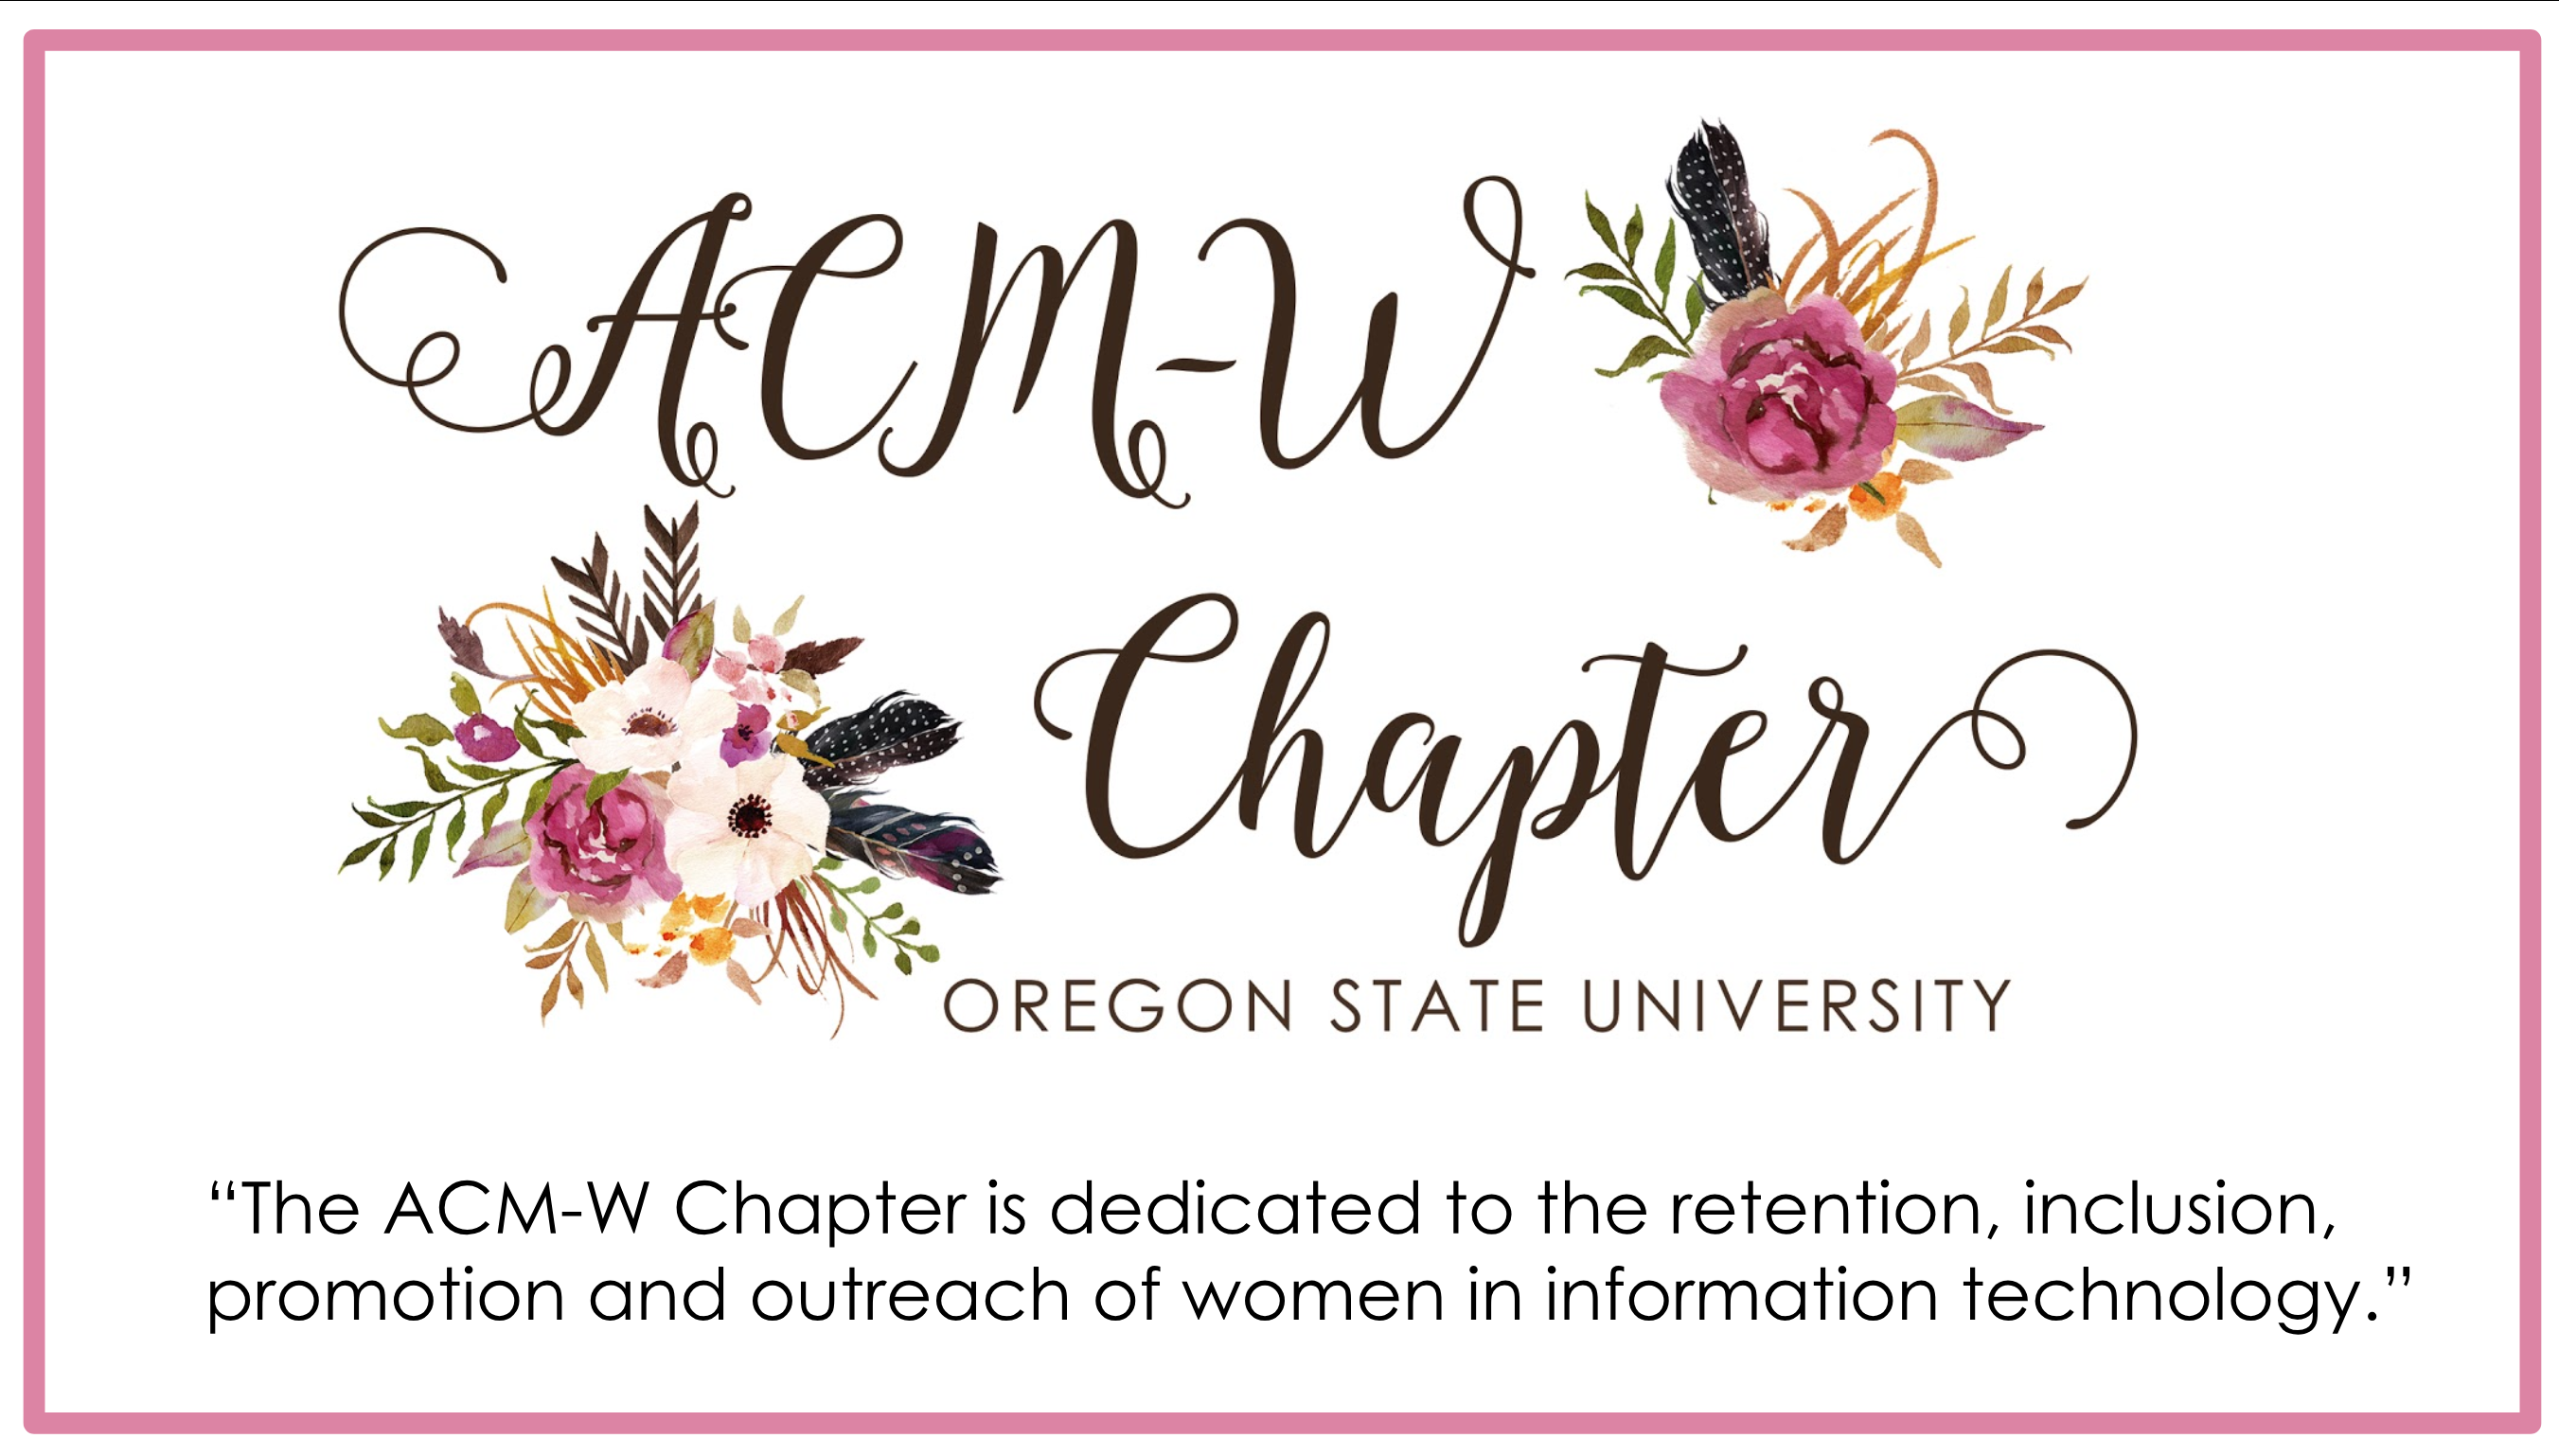 ACM-W
Chapter
OREGON STATE UNIVERSITY
“The ACM-W Chapter is dedicated to the retention, inclusion,
promotion and outreach of women in information technology.”